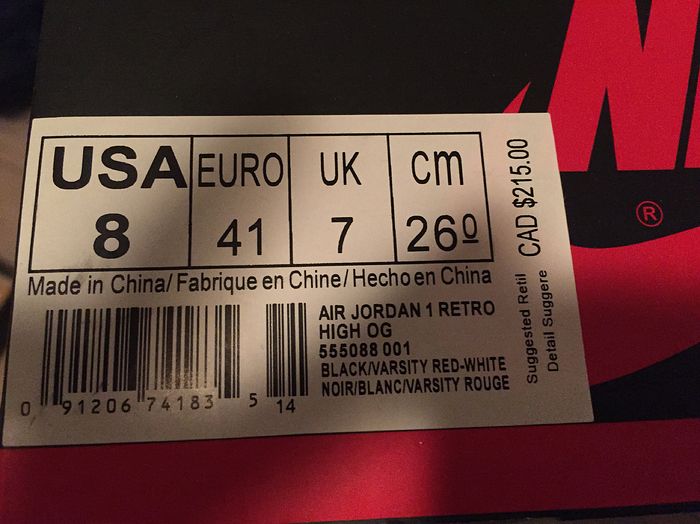 USA EURO UK cm
8 41 7 26º
Made in China/ Fabrique en Chine/ Hecho en China
AIR JORDAN 1 RETRO
HIGH OG
555088 001
BLACK/VARSITY RED-WHITE
NOIR/BLANC/VARSITY ROUGE
0 91206 74183 5 14
Suggested Retil CAD $215.00
Detail Suggere
®